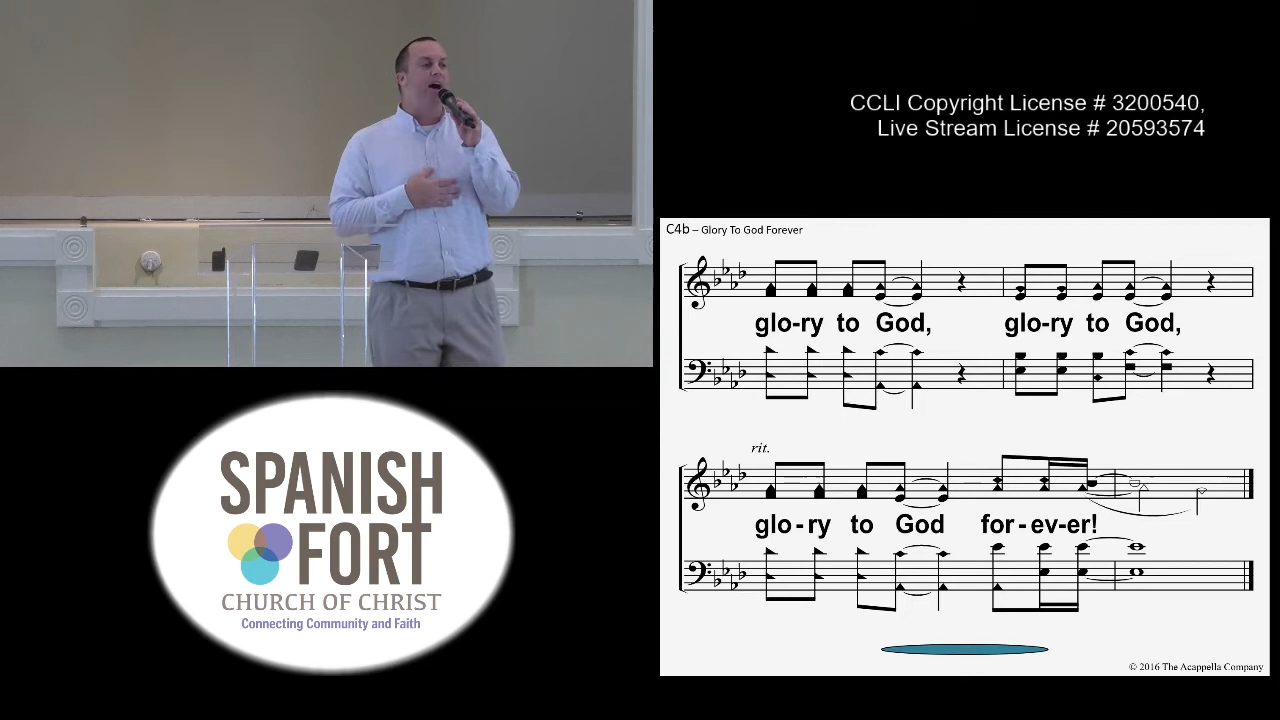 CCLI Copyright License # 3200540,
Live Stream License # 20593574
C4b – Glory To God Forever
glo-ry to God, glo-ry to God,
rit.
glo-ry to God for-ev-er!
© 2016 The Acappella Company
SPANISH
FORT
CHURCH OF CHRIST
Connecting Community and Faith